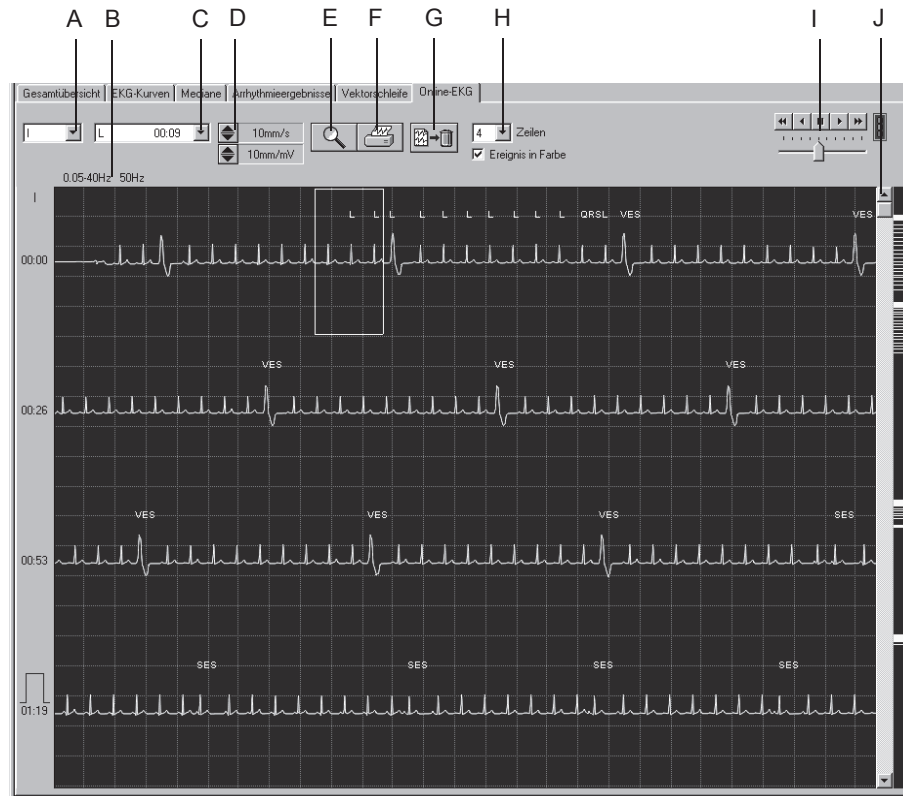 A B C D E F G H I J
Gesamtübersicht EKG-Kurven Mediane Arrhythmieergebnisse Vektorschleife Online-EKG
I L 00:09 10mm/s 4 Zeilen
10mm/mV Ereignis in Farbe
0.05-40Hz 50Hz
I
L L L L L L L L L L QRSL VES VES
00:00
VES VES VES
00:26
VES VES VES SES
00:53
SES SES SES SES
01:19